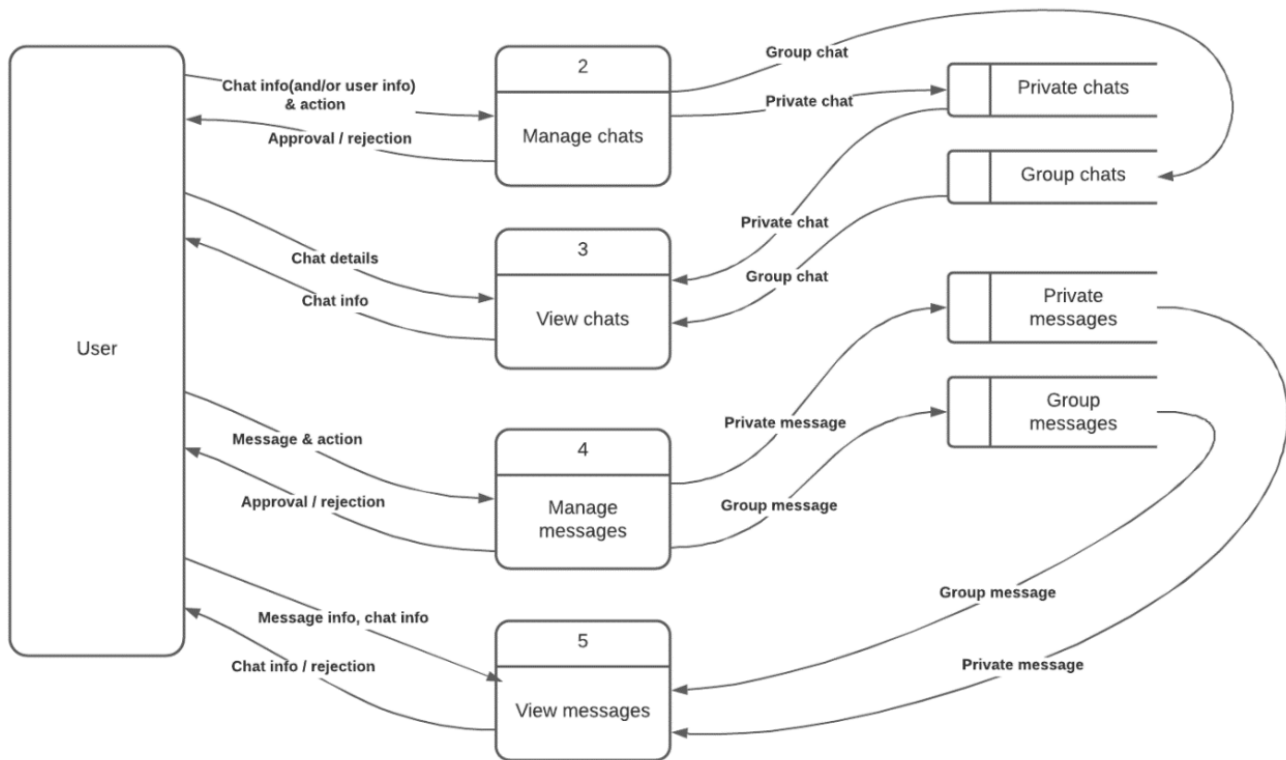 User
Chat info(and/or user info)
& action
Approval / rejection
2
Manage chats
Group chat
Private chat
Private chats
Group chats
Chat details
Chat info
3
View chats
Private chat
Group chat
Message & action
Approval / rejection
4
Manage
messages
Private message
Group message
Private
messages
Group
messages
Message info, chat info
Chat info / rejection
5
View messages
Group message
Private message